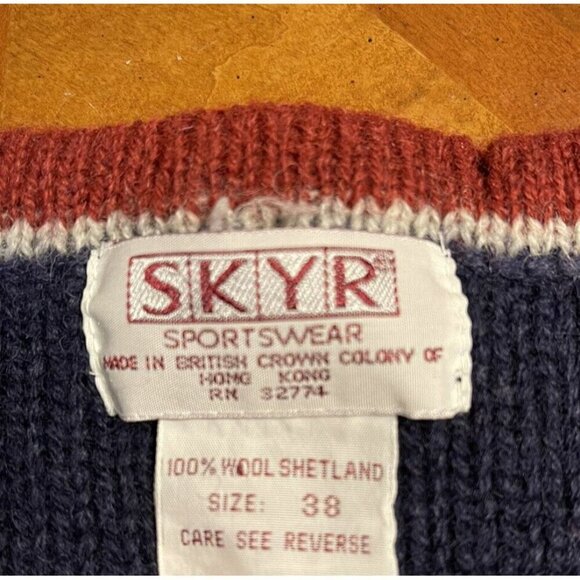 SKYR®
SPORTSWEAR
MADE IN BRITISH CROWN COLONY OF
HONG KONG
RN 32774
100% WOOL SHETLAND
SIZE: 38
CARE SEE REVERSE